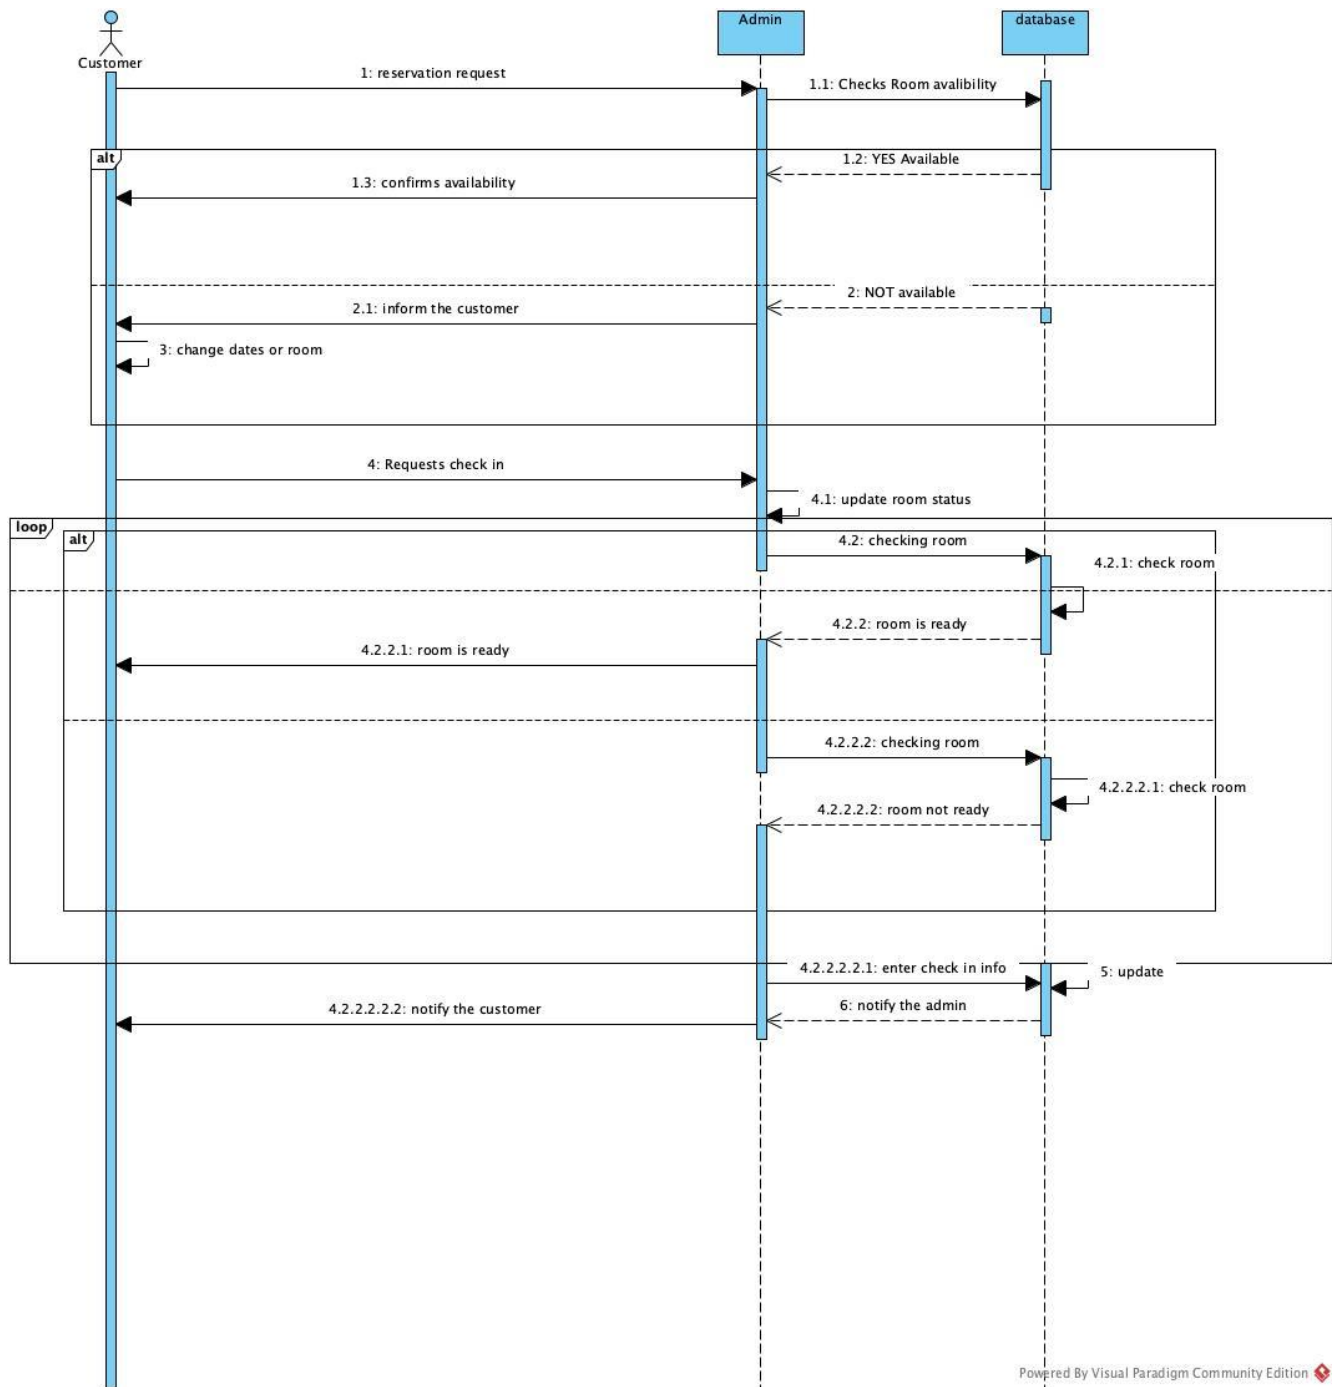 Admin
database
Customer
1: reservation request
1.1: Checks Room avalibility
alt
1.2: YES Available
1.3: confirms availability
2: NOT available
2.1: inform the customer
3: change dates or room
4: Requests check in
4.1: update room status
loop
alt
4.2: checking room
4.2.1: check room
4.2.2: room is ready
4.2.2.1: room is ready
4.2.2.2: checking room
4.2.2.2.1: check room
4.2.2.2.2: room not ready
4.2.2.2.2.1: enter check in info
5: update
6: notify the admin
4.2.2.2.2.2: notify the customer
Powered By Visual Paradigm Community Edition